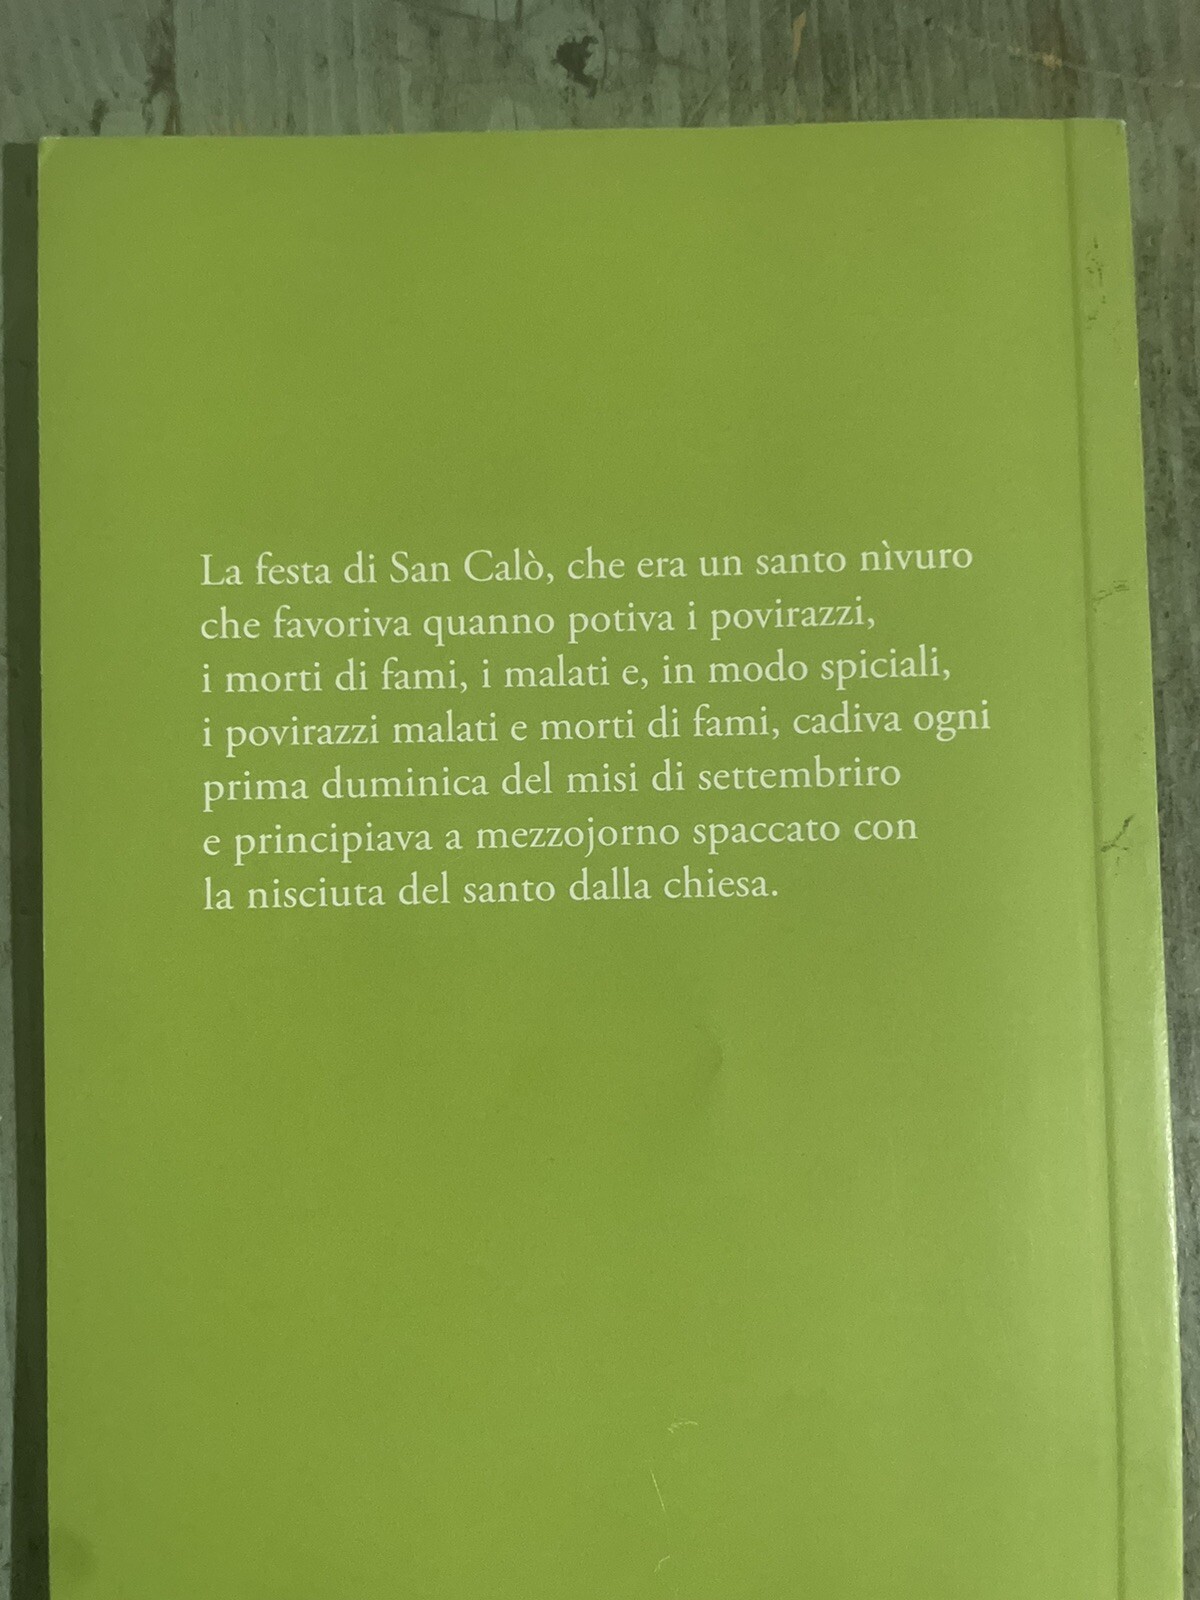 La festa di San Calò, che era un santo nìvuro
che favoriva quanno potiva i povirazzi,
i morti di fami, i malati e, in modo spiciali,
i povirazzi malati e morti di fami, cadiva ogni
prima duminica del misi di settembriro
e principiava a mezzojorno spaccato con
la nisciuta del santo dalla chiesa.